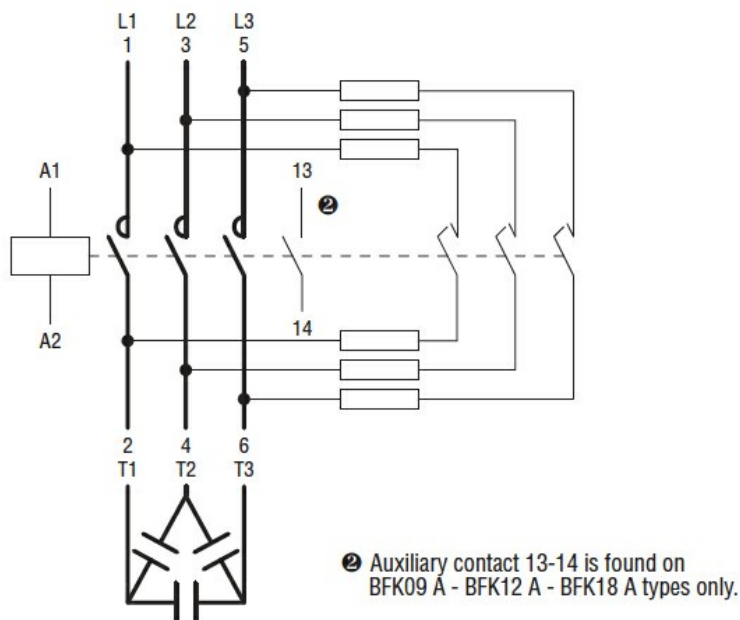 L1 L2 L3
1 3 5
A1
13
❷
14
A2
2 4 6
T1 T2 T3
❷ Auxiliary contact 13-14 is found on
BFK09 A - BFK12 A - BFK18 A types only.